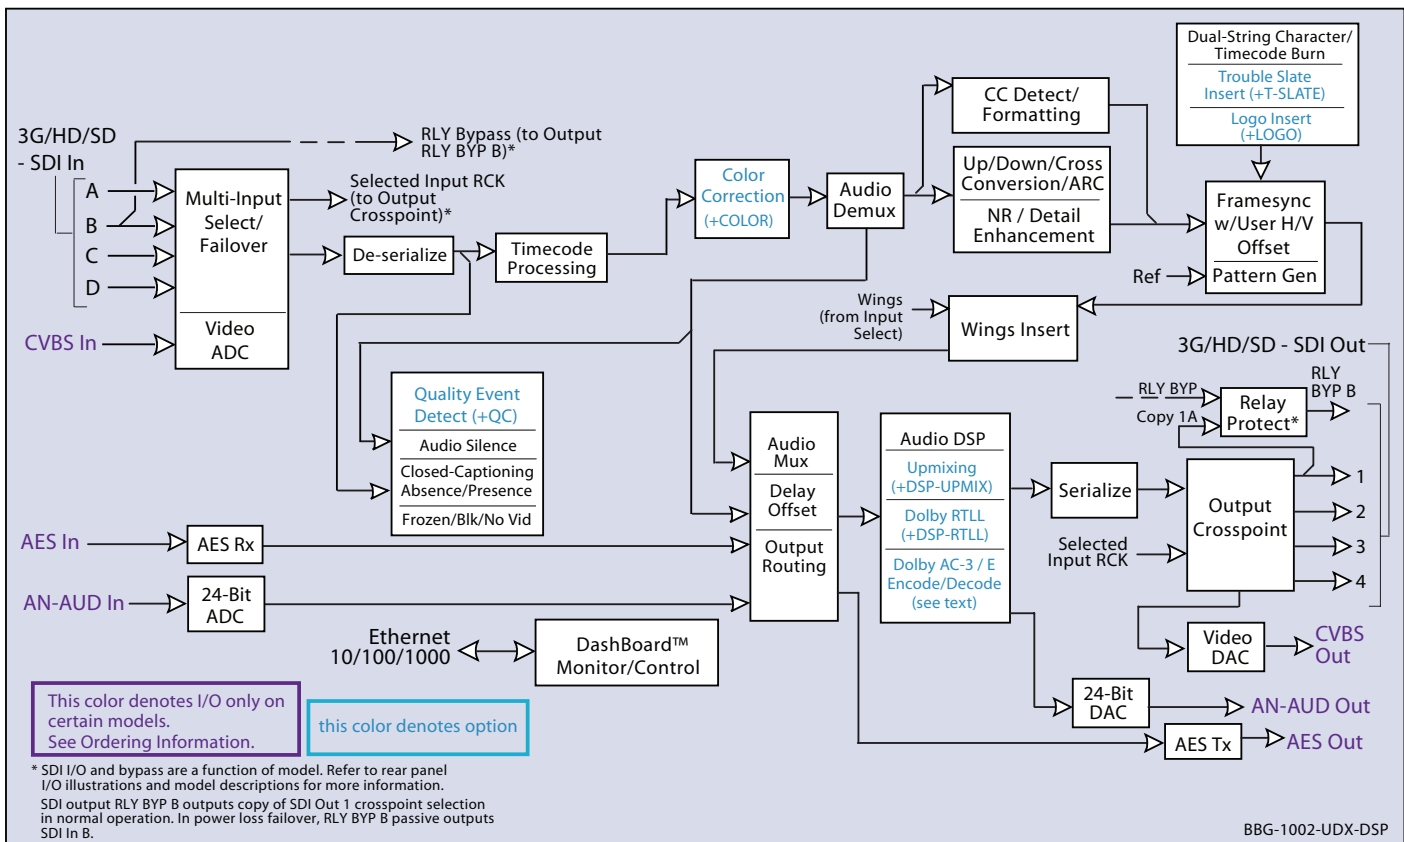 Dual-String Character/
Timecode Burn
Trouble Slate
Insert (+T-SLATE)
Logo Insert
(+LOGO)
3G/HD/SD
- SDI In
A
B
C
D
CVBS In
Multi-Input
Select/
Failover
Video
ADC
RLY Bypass (to Output
RLY BYP B)*
Selected Input RCK
(to Output
Crosspoint)*
De-serialize
Timecode
Processing
Color
Correction
(+COLOR)
Audio
Demux
CC Detect/
Formatting
Up/Down/Cross
Conversion/ARC
NR / Detail
Enhancement
Framesync
w/User H/V
Offset
Pattern Gen
Ref
Wings
(from Input
Select)
Wings Insert
3G/HD/SD - SDI Out
Quality Event
Detect (+QC)
Audio Silence
Closed-Captioning
Absence/Presence
Frozen/Blk/No Vid
RLY BYP
Copy 1A
Relay
Protect*
RLY
BYP B
Audio
Mux
Delay
Offset
Output
Routing
Audio DSP
Upmixing
(+DSP-UPMIX)
Dolby RTLL
(+DSP-RTLL)
Dolby AC-3 / E
Encode/Decode
(see text)
Serialize
Selected
Input RCK
Output
Crosspoint
1
2
3
4
AES In
AES Rx
AN-AUD In
24-Bit
ADC
Ethernet
10/100/1000
DashBoard™
Monitor/Control
Video
DAC
CVBS
Out
24-Bit
DAC
AN-AUD Out
AES Tx
AES Out
This color denotes I/O only on
certain models.
See Ordering Information.
this color denotes option
* SDI I/O and bypass are a function of model. Refer to rear panel
I/O illustrations and model descriptions for more information.
SDI output RLY BYP B outputs copy of SDI Out 1 crosspoint selection
in normal operation. In power loss failover, RLY BYP B passive outputs
SDI In B.
BBG-1002-UDX-DSP